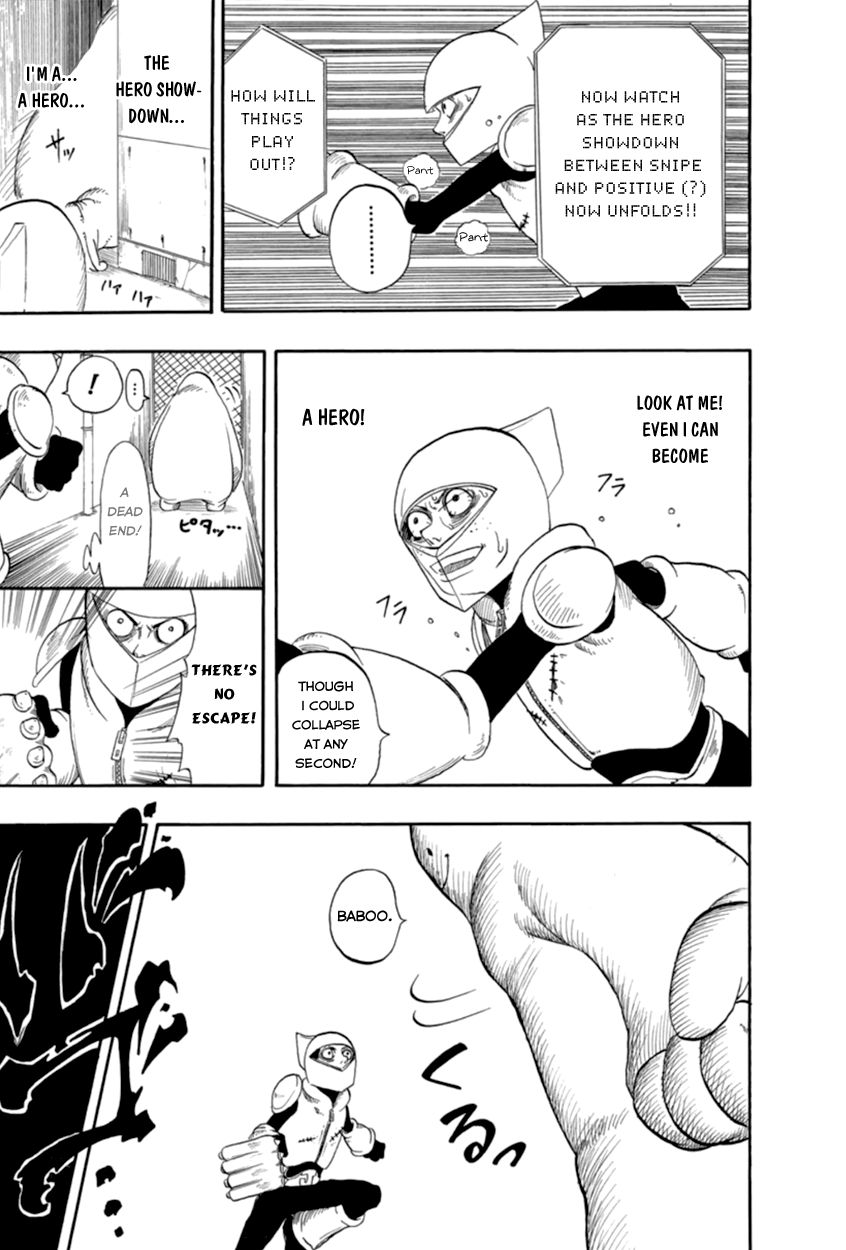 NOW WATCH
AS THE HERO
SHOWDOWN
BETWEEN SNIPE
AND POSITIVE (?)
NOW UNFOLDS!!
HOW WILL
THINGS
PLAY
OUT!?
Pant
Pant
.........
THE
HERO SHOW-
DOWN...
I'M A...
A HERO...
サッ
ハァ
ハァ
LOOK AT ME!
EVEN I CAN
BECOME
A HERO!
フラ
フラ
THOUGH
I COULD
COLLAPSE
AT ANY
SECOND!
...
!
A
DEAD
END!
ピタッ…
THERE'S
NO
ESCAPE!
BABOO.
くるっ